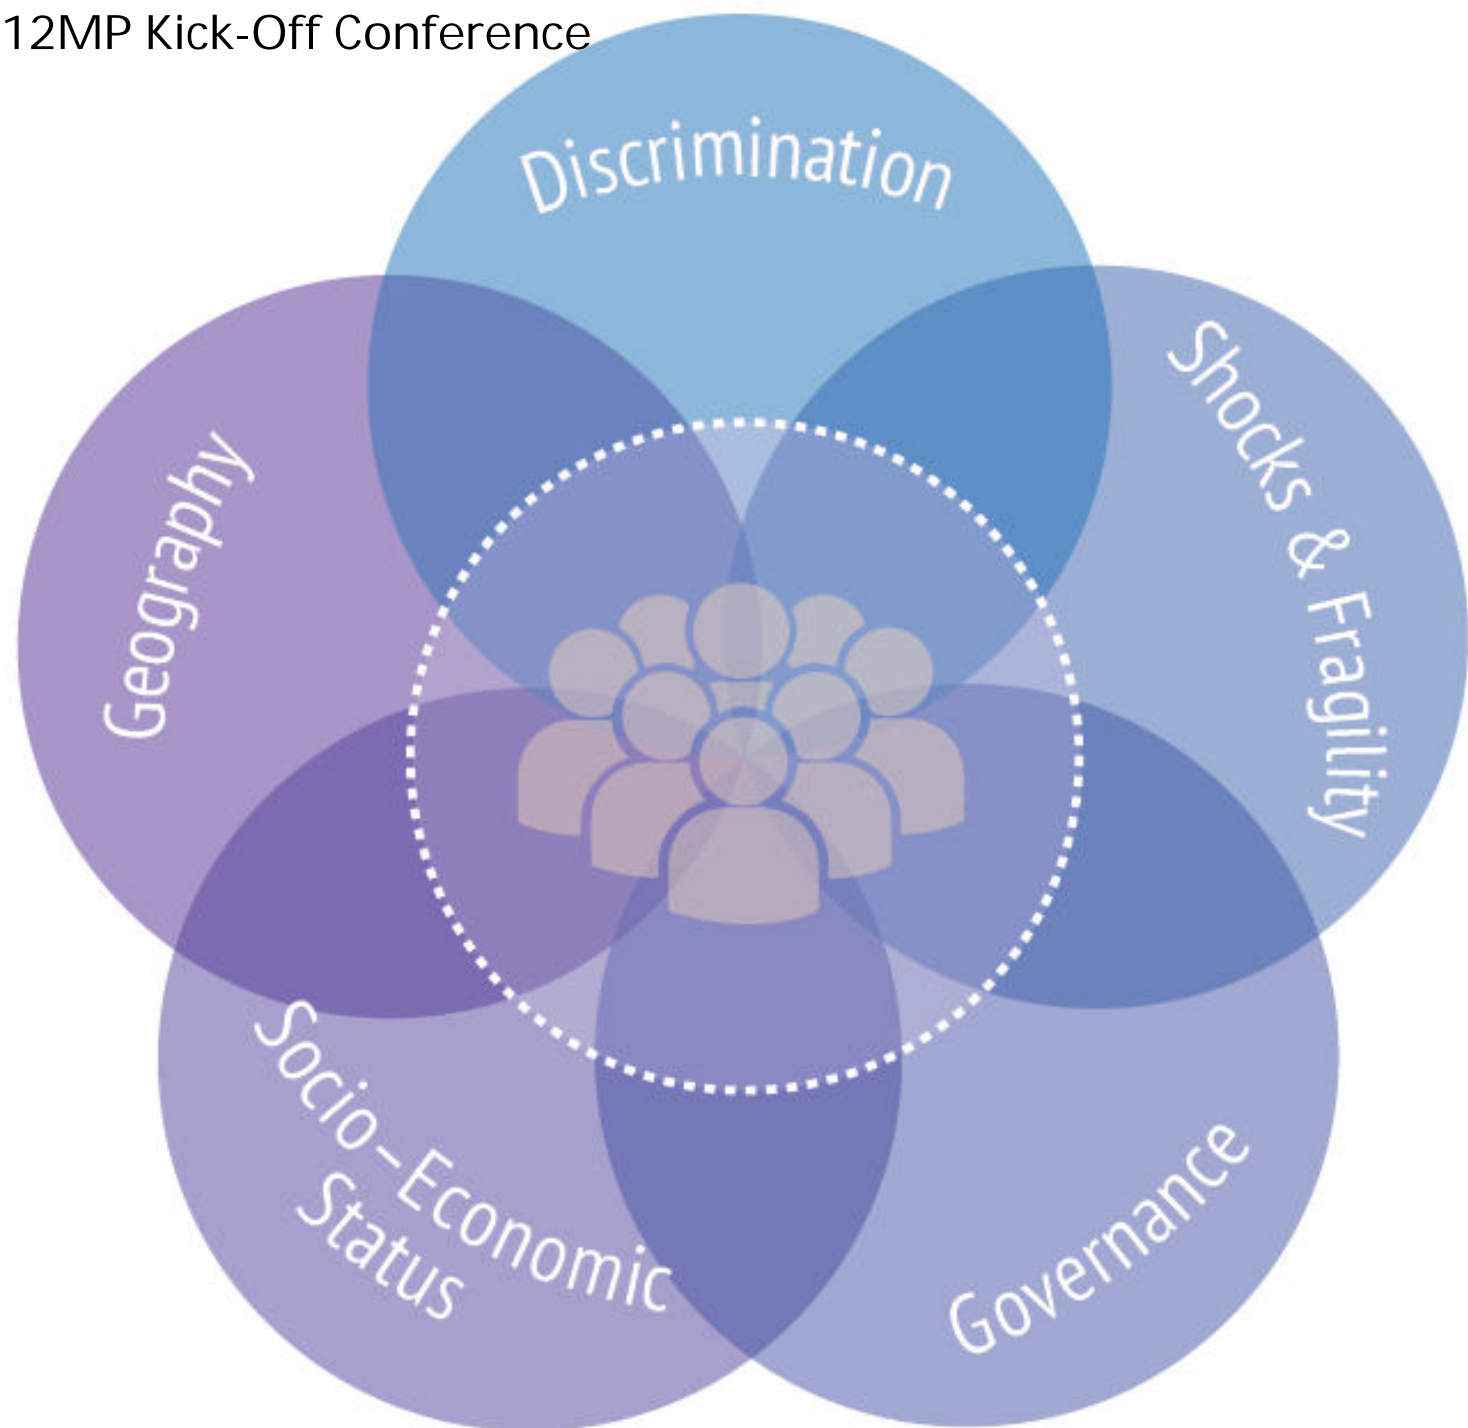 12MP Kick-Off Conference
Discrimination
Shocks & Fragility
Geography
Socio-Economic
Status
Governance